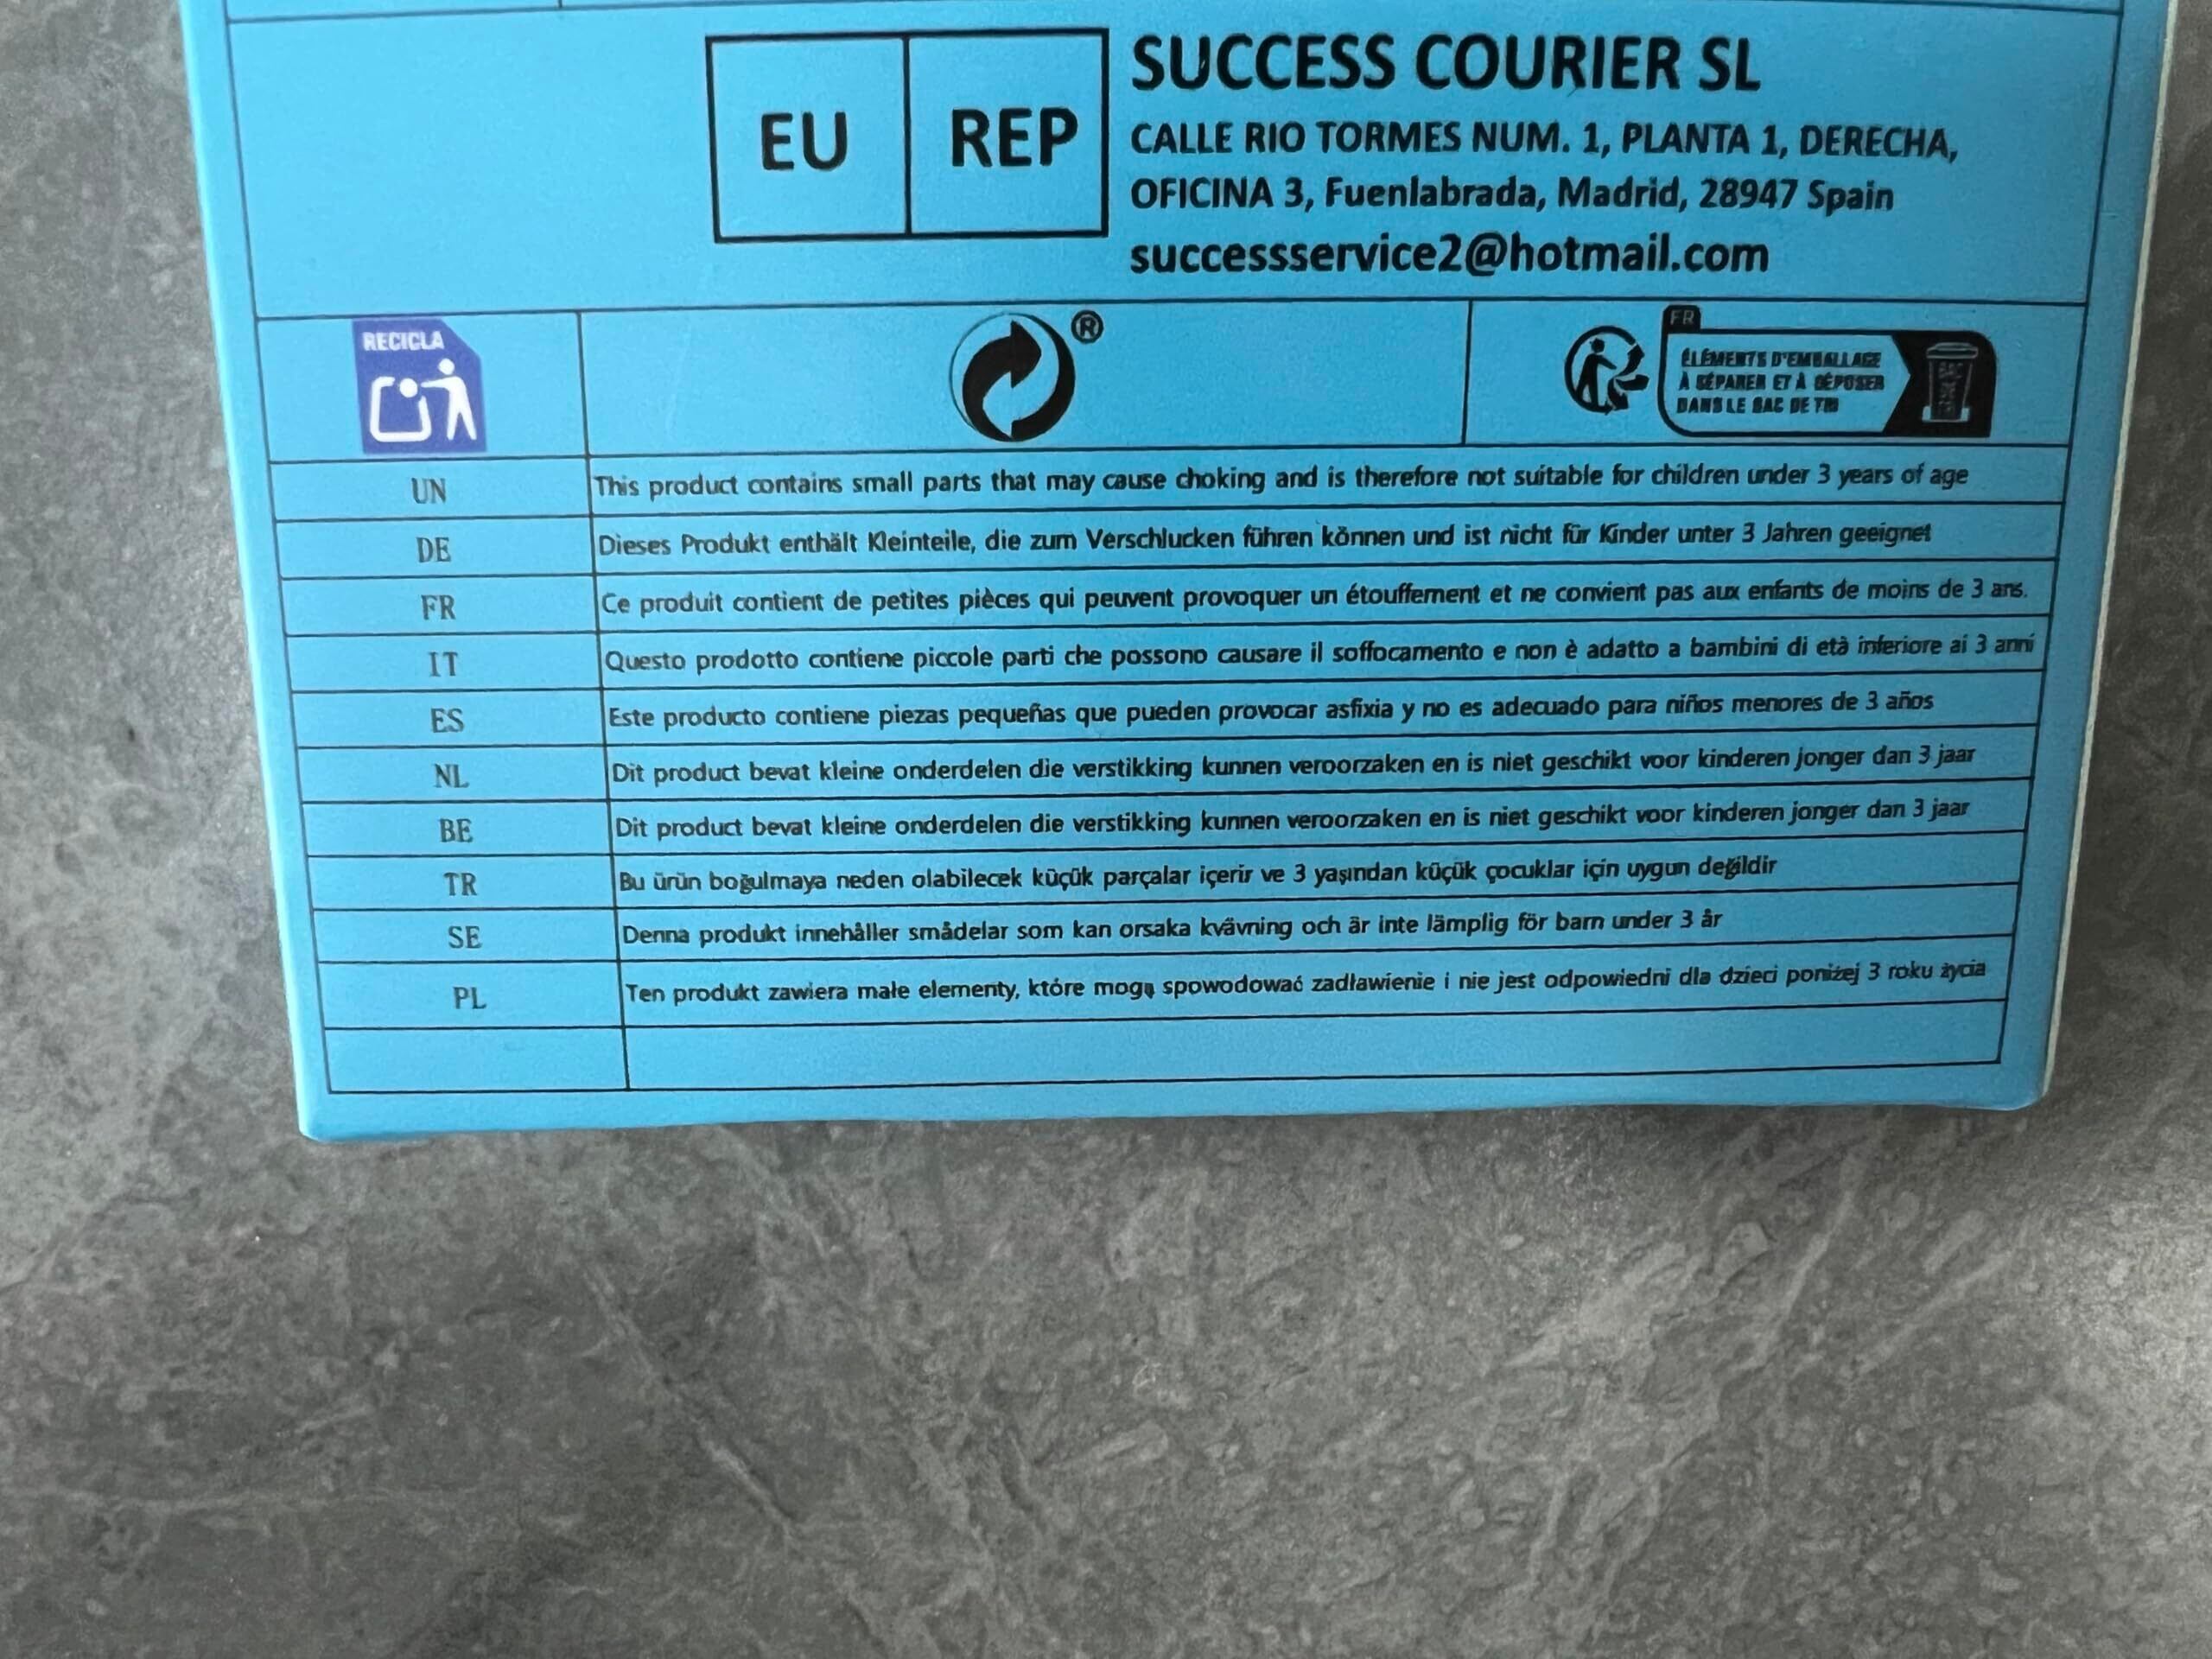 EU REP
SUCCESS COURIER SL
CALLE RIO TORMES NUM. 1, PLANTA 1, DERECHA,
OFICINA 3, Fuenlabrada, Madrid, 28947 Spain
successservice2@hotmail.com
RECICLA
®
FR
ÉLÉMENTS D'EMBALLAGE
À SÉPARER ET À DÉPOSER
DANS LE BAC DE TRI
UN This product contains small parts that may cause choking and is therefore not suitable for children under 3 years of age
DE Dieses Produkt enthält Kleinteile, die zum Verschlucken führen können und ist nicht für Kinder unter 3 Jahren geeignet
FR Ce produit contient de petites pièces qui peuvent provoquer un étouffement et ne convient pas aux enfants de moins de 3 ans.
IT Questo prodotto contiene piccole parti che possono causare il soffocamento e non è adatto a bambini di età inferiore ai 3 anni
ES Este producto contiene piezas pequeñas que pueden provocar asfixia y no es adecuado para niños menores de 3 años
NL Dit product bevat kleine onderdelen die verstikking kunnen veroorzaken en is niet geschikt voor kinderen jonger dan 3 jaar
BE Dit product bevat kleine onderdelen die verstikking kunnen veroorzaken en is niet geschikt voor kinderen jonger dan 3 jaar
TR Bu ürün boğulmaya neden olabilecek küçük parçalar içerir ve 3 yaşından küçük çocuklar için uygun değildir
SE Denna produkt innehåller smådelar som kan orsaka kvävning och är inte lämplig för barn under 3 år
PL Ten produkt zawiera małe elementy, które mogą spowodować zadławienie i nie jest odpowiedni dla dzieci poniżej 3 roku życia